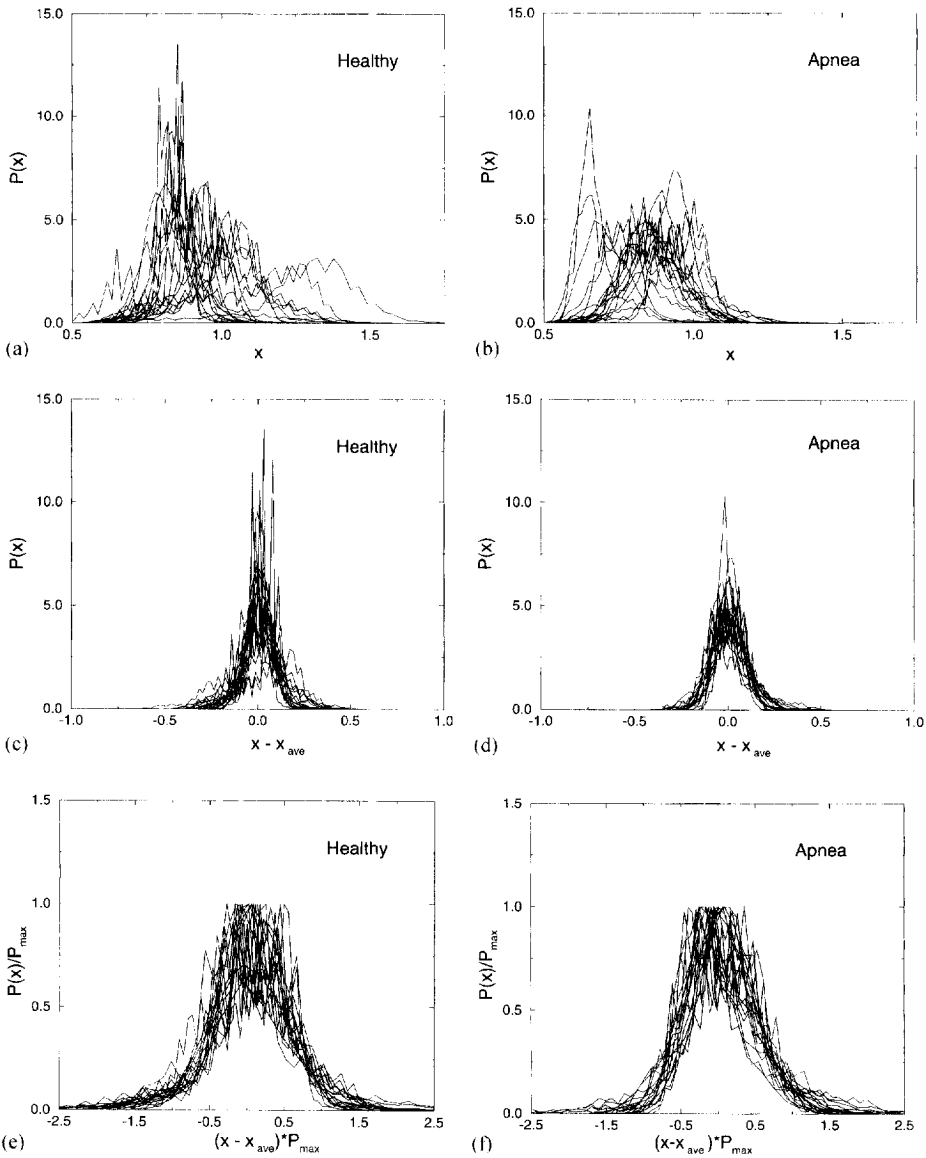 15.0
Healthy
10.0
P(x)
5.0
0.0
0.5
1.0
1.5
(a)
x
15.0
Apnea
10.0
P(x)
5.0
0.0
0.5
1.0
1.5
(b)
x
15.0
Healthy
10.0
P(x)
5.0
0.0
-1.0
-0.5
0.0
0.5
1.0
(c)
x - x_ave
15.0
Apnea
10.0
P(x)
5.0
0.0
-1.0
-0.5
0.0
0.5
1.0
(d)
x - x_ave
1.5
Healthy
1.0
P(x)/P_max
0.5
0.0
-2.5
-1.5
-0.5
0.5
1.5
2.5
(e)
(x - x_ave)*P_max
1.5
Apnea
1.0
P(x)/P_max
0.5
0.0
-2.5
-1.5
-0.5
0.5
1.5
2.5
(f)
(x-x_ave)*P_max